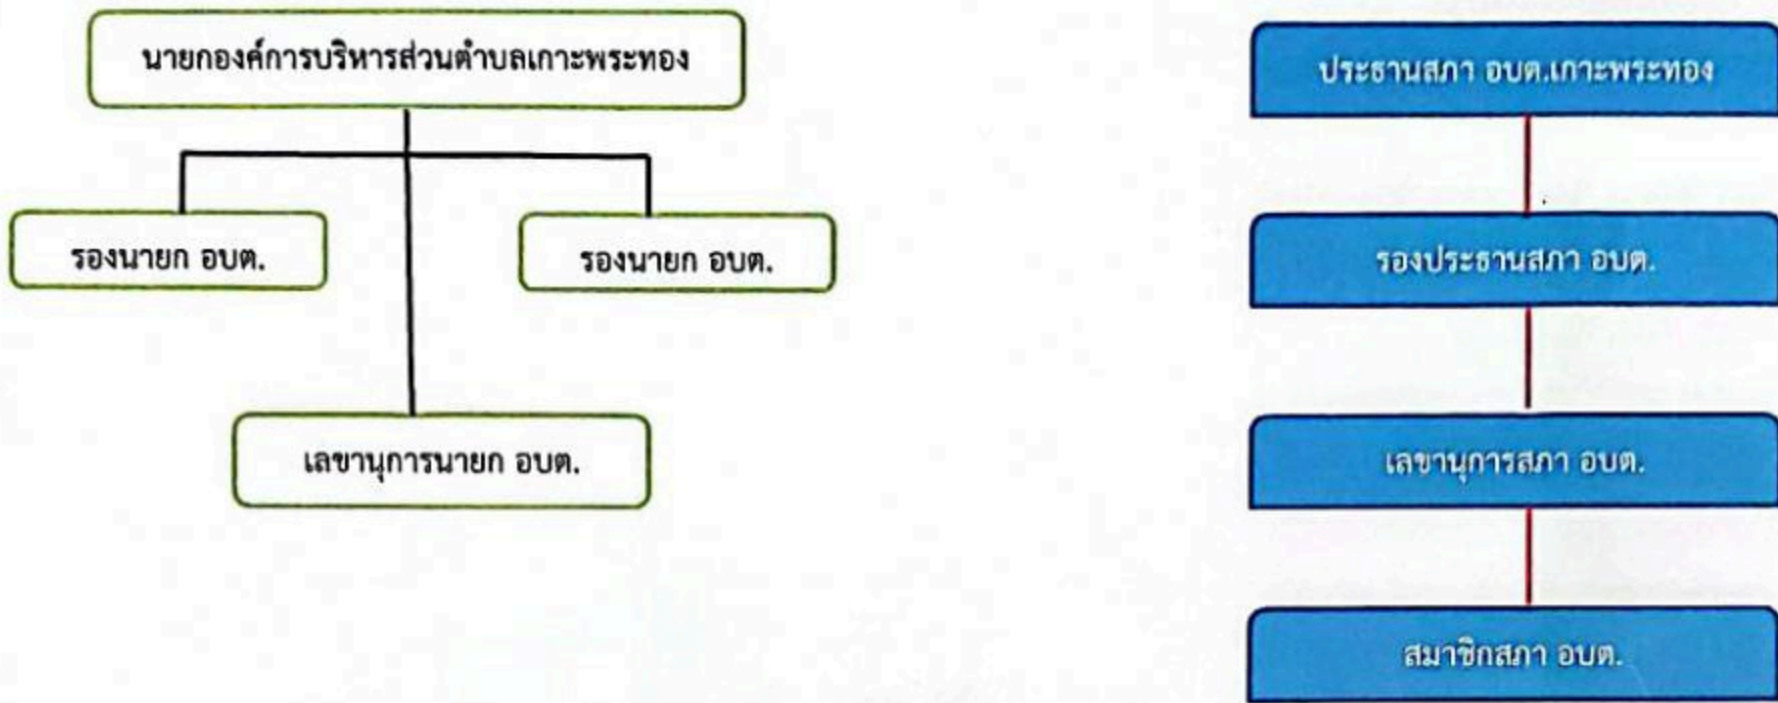 นายกองค์การบริหารส่วนตำบลเกาะพระทอง
รองนายก อบต.
รองนายก อบต.
เลขานุการนายก อบต.
ประธานสภา อบต.เกาะพระทอง
รองประธานสภา อบต.
เลขานุการสภา อบต.
สมาชิกสภา อบต.